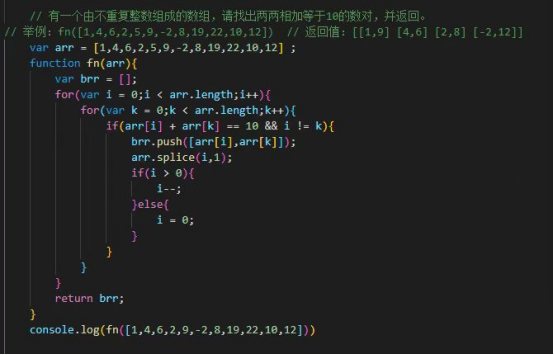 // 有一个由不重复整数组成的数组，请找出两两相加等于10的数对，并返回。
// 举例：fn([1,4,6,2,5,9,-2,8,19,22,10,12])  // 返回值：[[1,9] [4,6] [2,8] [-2,12]]
var arr = [1,4,6,2,5,9,-2,8,19,22,10,12] ;
function fn(arr){
var brr = [];
for(var i = 0;i < arr.length;i++){
for(var k = 0;k < arr.length;k++){
if(arr[i] + arr[k] == 10 && i != k){
brr.push([arr[i],arr[k]]);
arr.splice(i,1);
if(i > 0){
i--;
}else{
i = 0;
}
}
}
}
return brr;
}
console.log(fn([1,4,6,2,9,-2,8,19,22,10,12]))